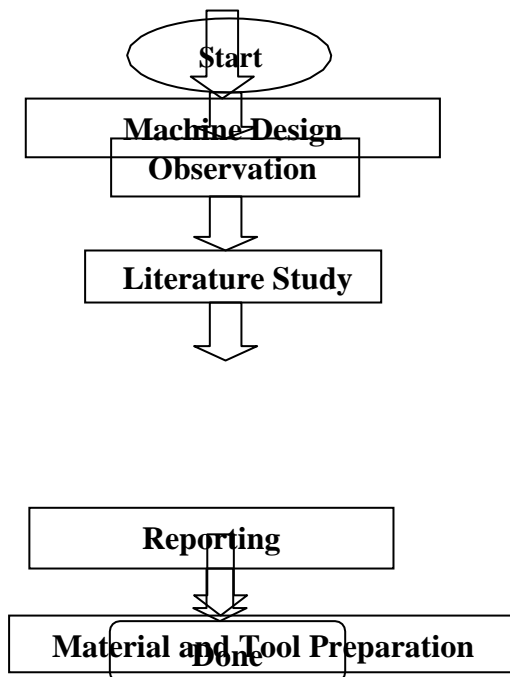 Start
Machine Design
Observation
Literature Study
Reporting
Material and Tool Preparation
Done